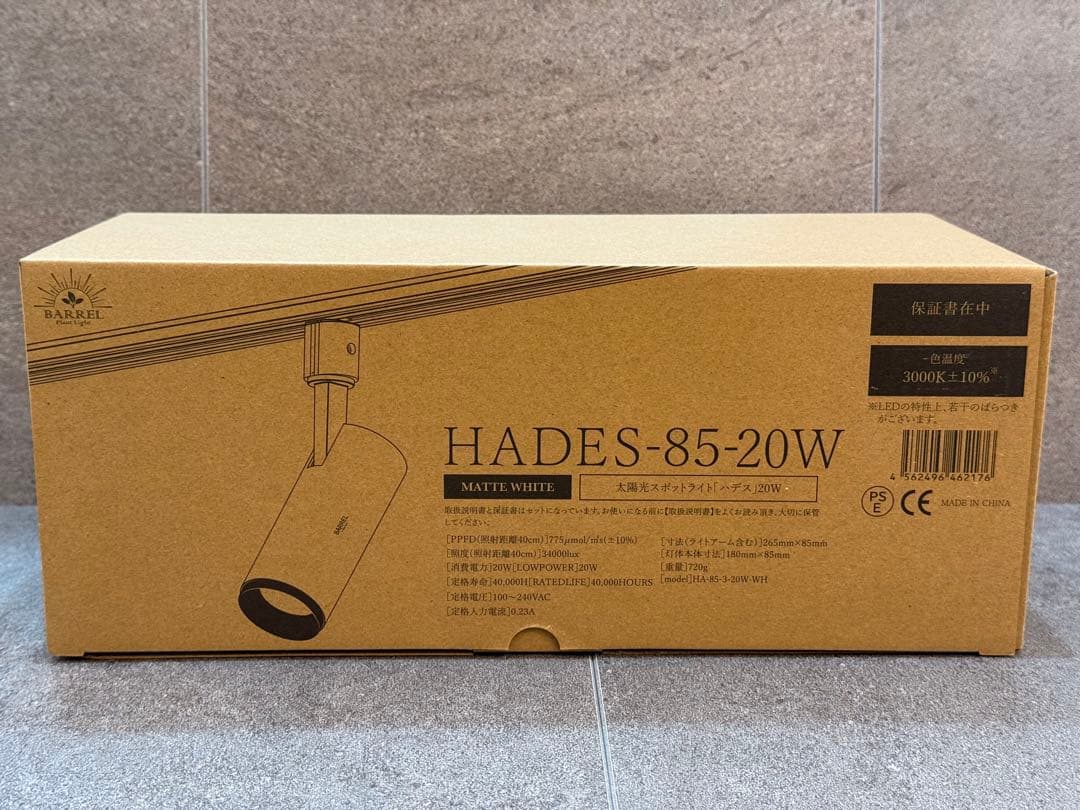 BARREL
Plant Light
保証書在中
色温度
3000K±10%※
※LEDの特性上、若干のばらつき
がございます。
HADES-85-20W
MATTE WHITE
太陽光スポットライト「ハデス」20W
取扱説明書と保証書はセットになっています。お使いになる前に【取扱説明書】をよくお読み頂き、大切に保管
してください。
[PPFD(照射距離40cm)]775μmol/m²s(±10%)
[照度(照射距離40cm)]34000lux
[消費電力]20W[LOWPOWER]20W
[定格寿命]40,000H[RATEDLIFE]40,000HOURS
[定格電圧]100～240VAC
[定格入力電流]0.23A
[寸法(ライトアーム含む)]265mm×85mm
[灯体本体寸法]180mm×85mm
[重量]720g
[model]HA-85-3-20W-WH
4 562496 462176
PS
E
CE
MADE IN CHINA
BARREL